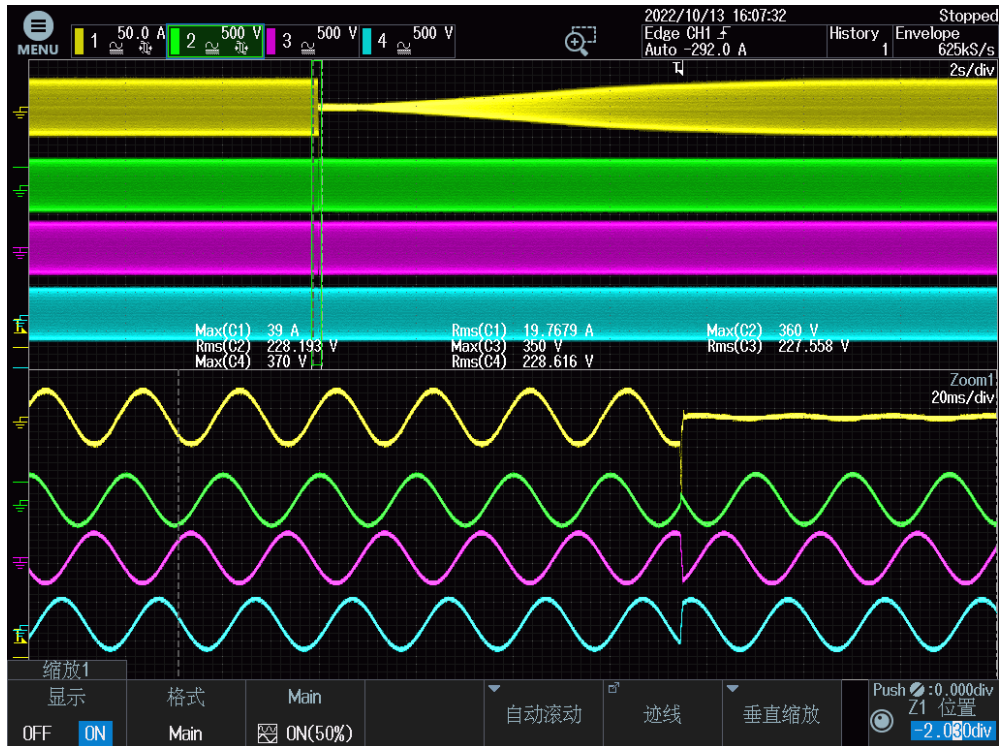 MENU
1 50.0 A
2 500 V
3 500 V
4 500 V
2022/10/13 16:07:32
Stopped
Edge CH1
Auto -292.0 A
History
1
Envelope
625kS/s
2s/div
Max(C1) 39 A Rms(C1) 19.7679 A Max(C2) 360 V
Rms(C2) 228.193 V Max(C3) 350 V Rms(C3) 227.558 V
Max(C4) 370 V Rms(C4) 228.616 V
Zoom1
20ms/div
缩放1
显示
OFF ON
格式
Main
Main
ON(50%)
自动滚动
迹线
垂直缩放
Push :0.000div
Z1 位置
-2.030div